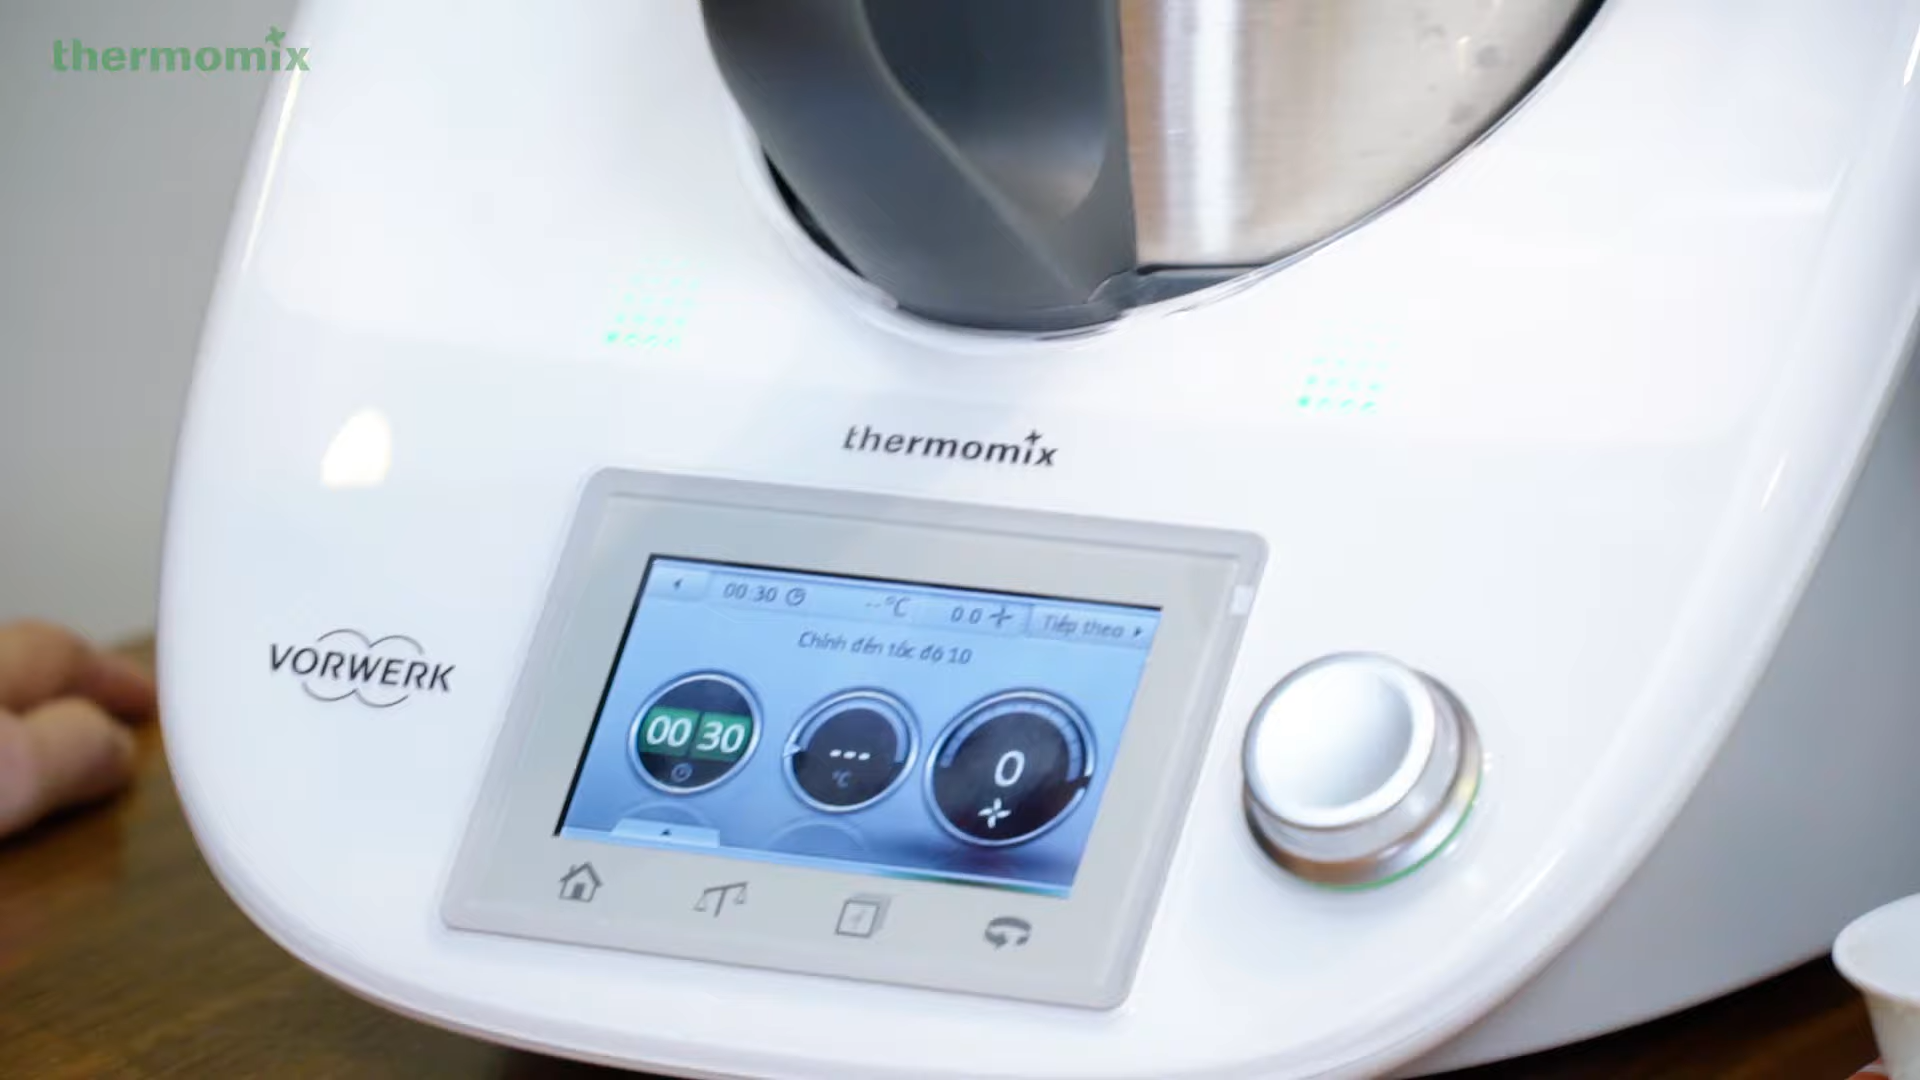 thermomix
thermomix
VORWERK
00:30 --°C 0.0 Tiếp theo
Chỉnh đến tốc độ 10
00 30 --- 0
°C